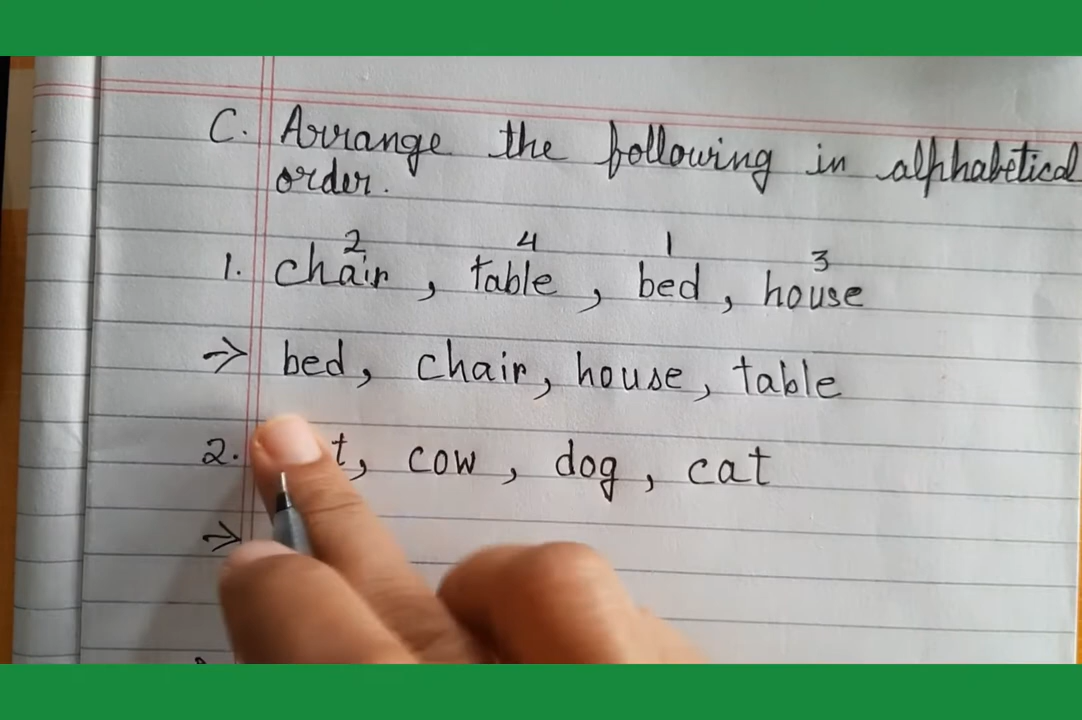 C. Arrange the following in alphabetical
order.
2 4 1 3
1. chair, table, bed, house
→ bed, chair, house, table
2. t, cow, dog, cat
→